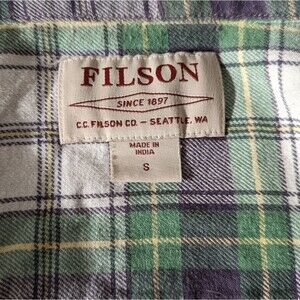 FILSON
SINCE 1897
C.C. FILSON CO. – SEATTLE, WA
MADE IN
INDIA
S